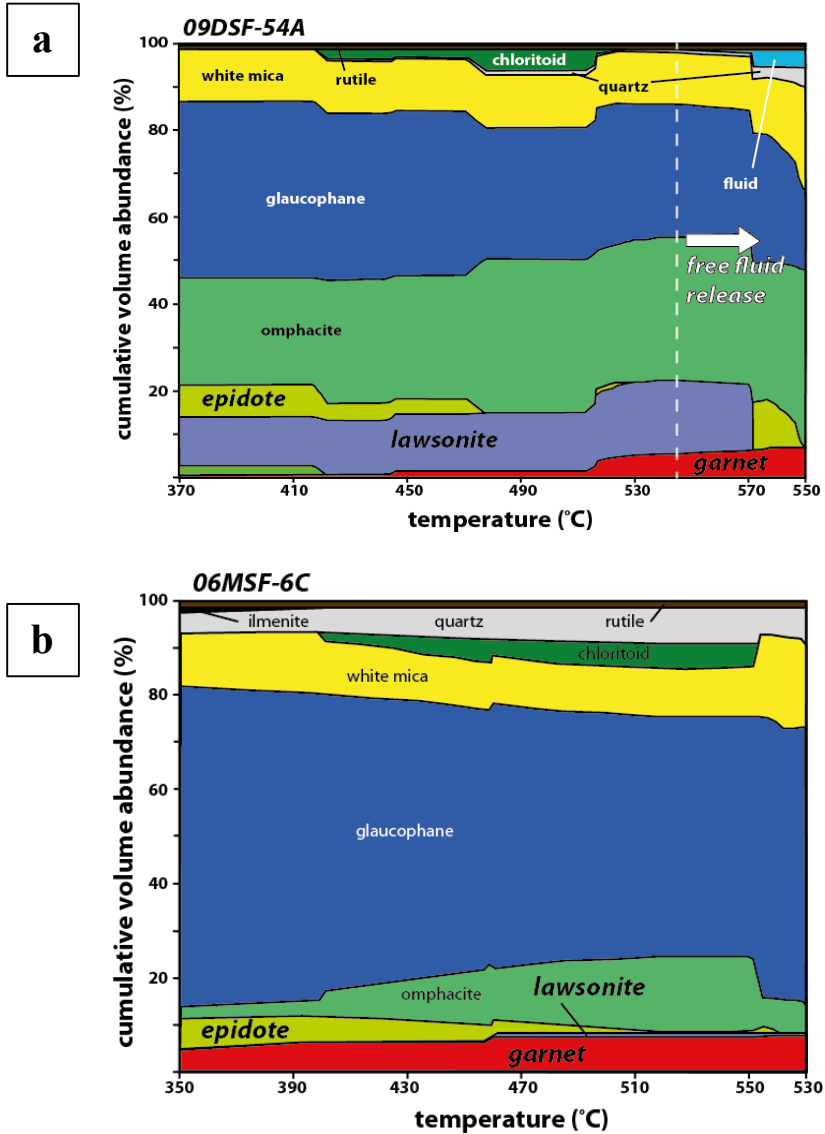 a
09DSF-54A
cumulative volume abundance (%)
100
80
60
40
20
white mica
rutile
chloritoid
quartz
glaucophane
fluid
free fluid
release
omphacite
epidote
lawsonite
garnet
370 410 450 490 530 570 550
temperature (°C)
b
06MSF-6C
cumulative volume abundance (%)
100
80
60
40
20
ilmenite quartz rutile
chloritoid
white mica
glaucophane
lawsonite
omphacite
epidote
garnet
350 390 430 470 510 550 530
temperature (°C)